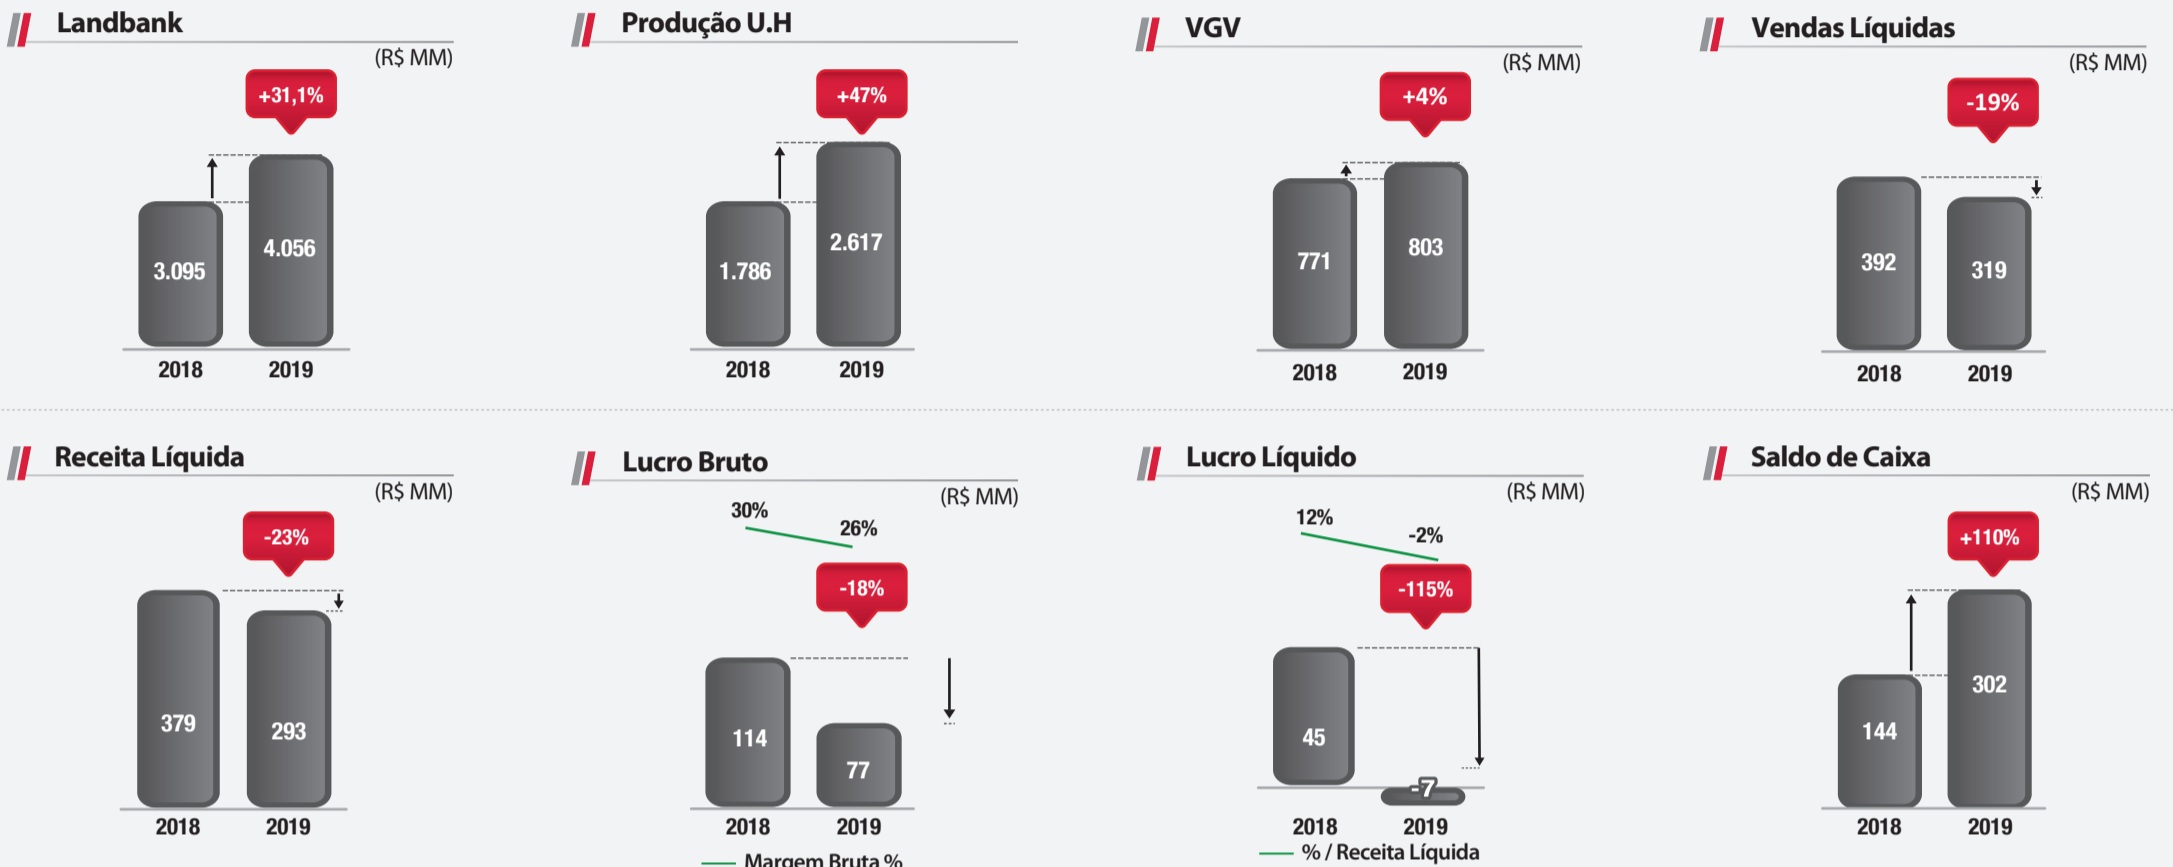 Landbank
(R$ MM)
+31,1%
3.095
4.056
2018
2019
Produção U.H
+47%
1.786
2.617
2018
2019
VGV
(R$ MM)
+4%
771
803
2018
2019
Vendas Líquidas
(R$ MM)
-19%
392
319
2018
2019
Receita Líquida
(R$ MM)
-23%
379
293
2018
2019
Lucro Bruto
(R$ MM)
30%
26%
-18%
114
77
2018
2019
Margem Bruta %
Lucro Líquido
(R$ MM)
12%
-2%
-115%
45
-7
2018
2019
% / Receita Líquida
Saldo de Caixa
(R$ MM)
+110%
144
302
2018
2019